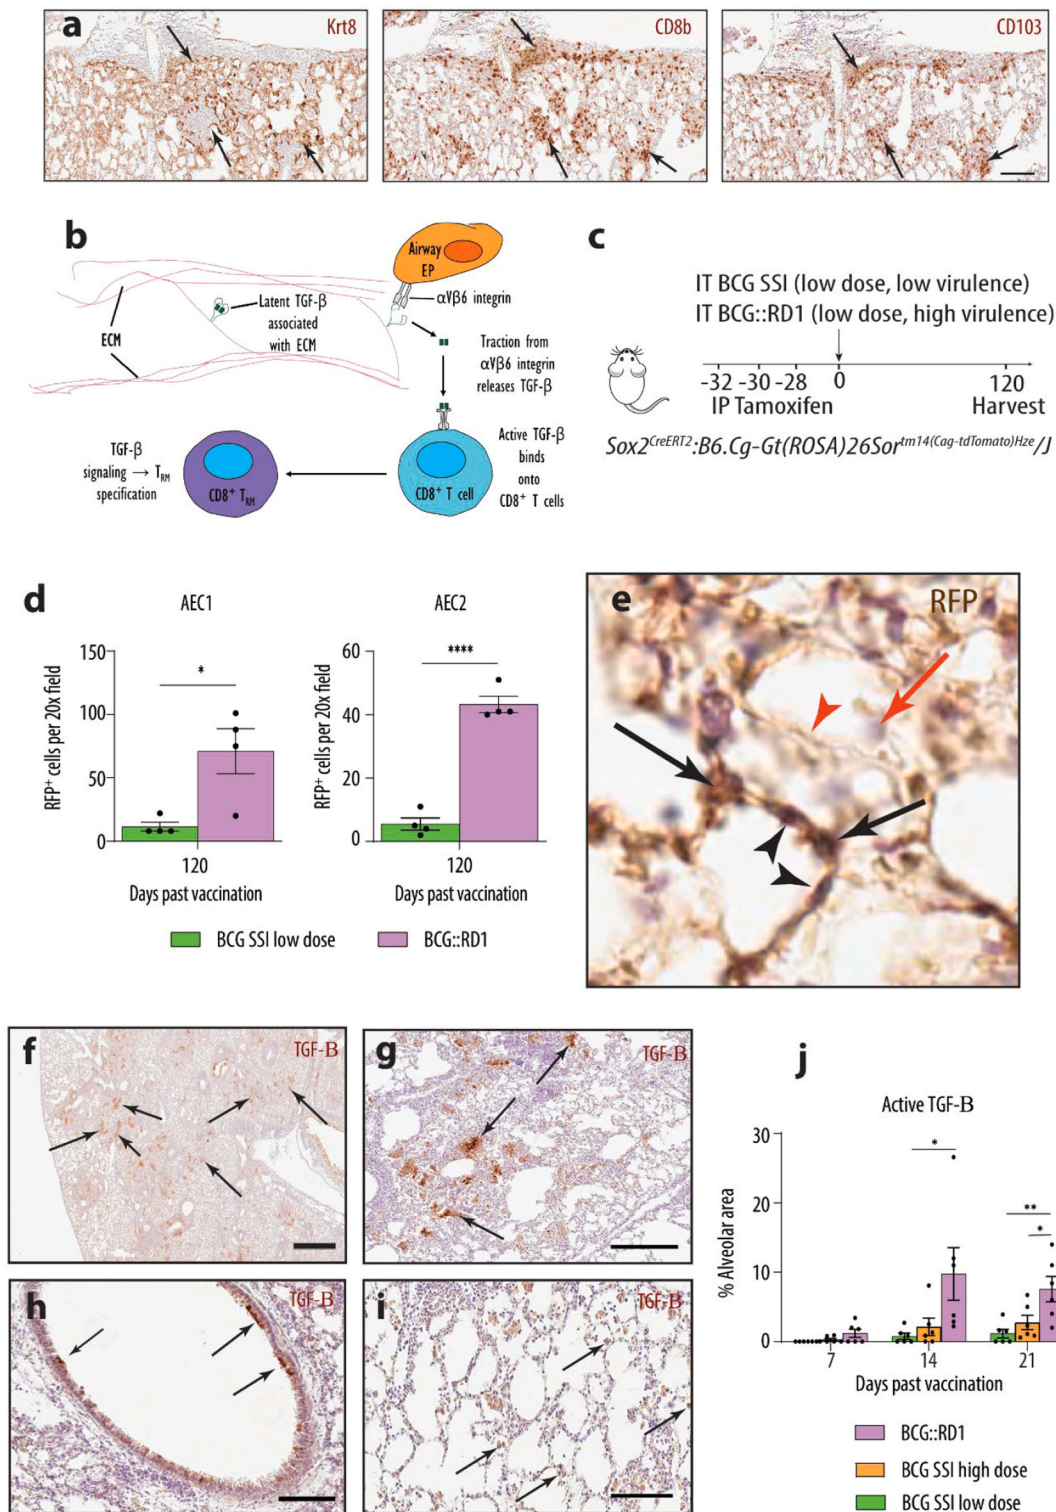 a
Krt8
CD8b
CD103
b
Airway
EP
αVβ6 integrin
Latent TGF-β
associated
with ECM
ECM
Traction from
αVβ6 integrin
releases TGF-β
TGF-β
signaling → TRM
specification
CD8+ TRM
CD8+ T cell
Active TGF-β
binds
onto
CD8+ T cells
c
IT BCG SSI (low dose, low virulence)
IT BCG::RD1 (low dose, high virulence)
-32 -30 -28 0 120
IP Tamoxifen Harvest
Sox2CreERT2:B6.Cg-Gt(ROSA)26Sortm14(Cag-tdTomato)Hze/J
d
AEC1
RFP+ cells per 20x field
150
100
50
0
*
120
Days past vaccination
AEC2
RFP+ cells per 20x field
60
40
20
0
****
120
Days past vaccination
BCG SSI low dose
BCG::RD1
e
RFP
f
TGF-B
g
TGF-B
h
TGF-B
i
TGF-B
j
Active TGF-B
% Alveolar area
30
20
10
0
*
**
*
7 14 21
Days past vaccination
BCG::RD1
BCG SSI high dose
BCG SSI low dose